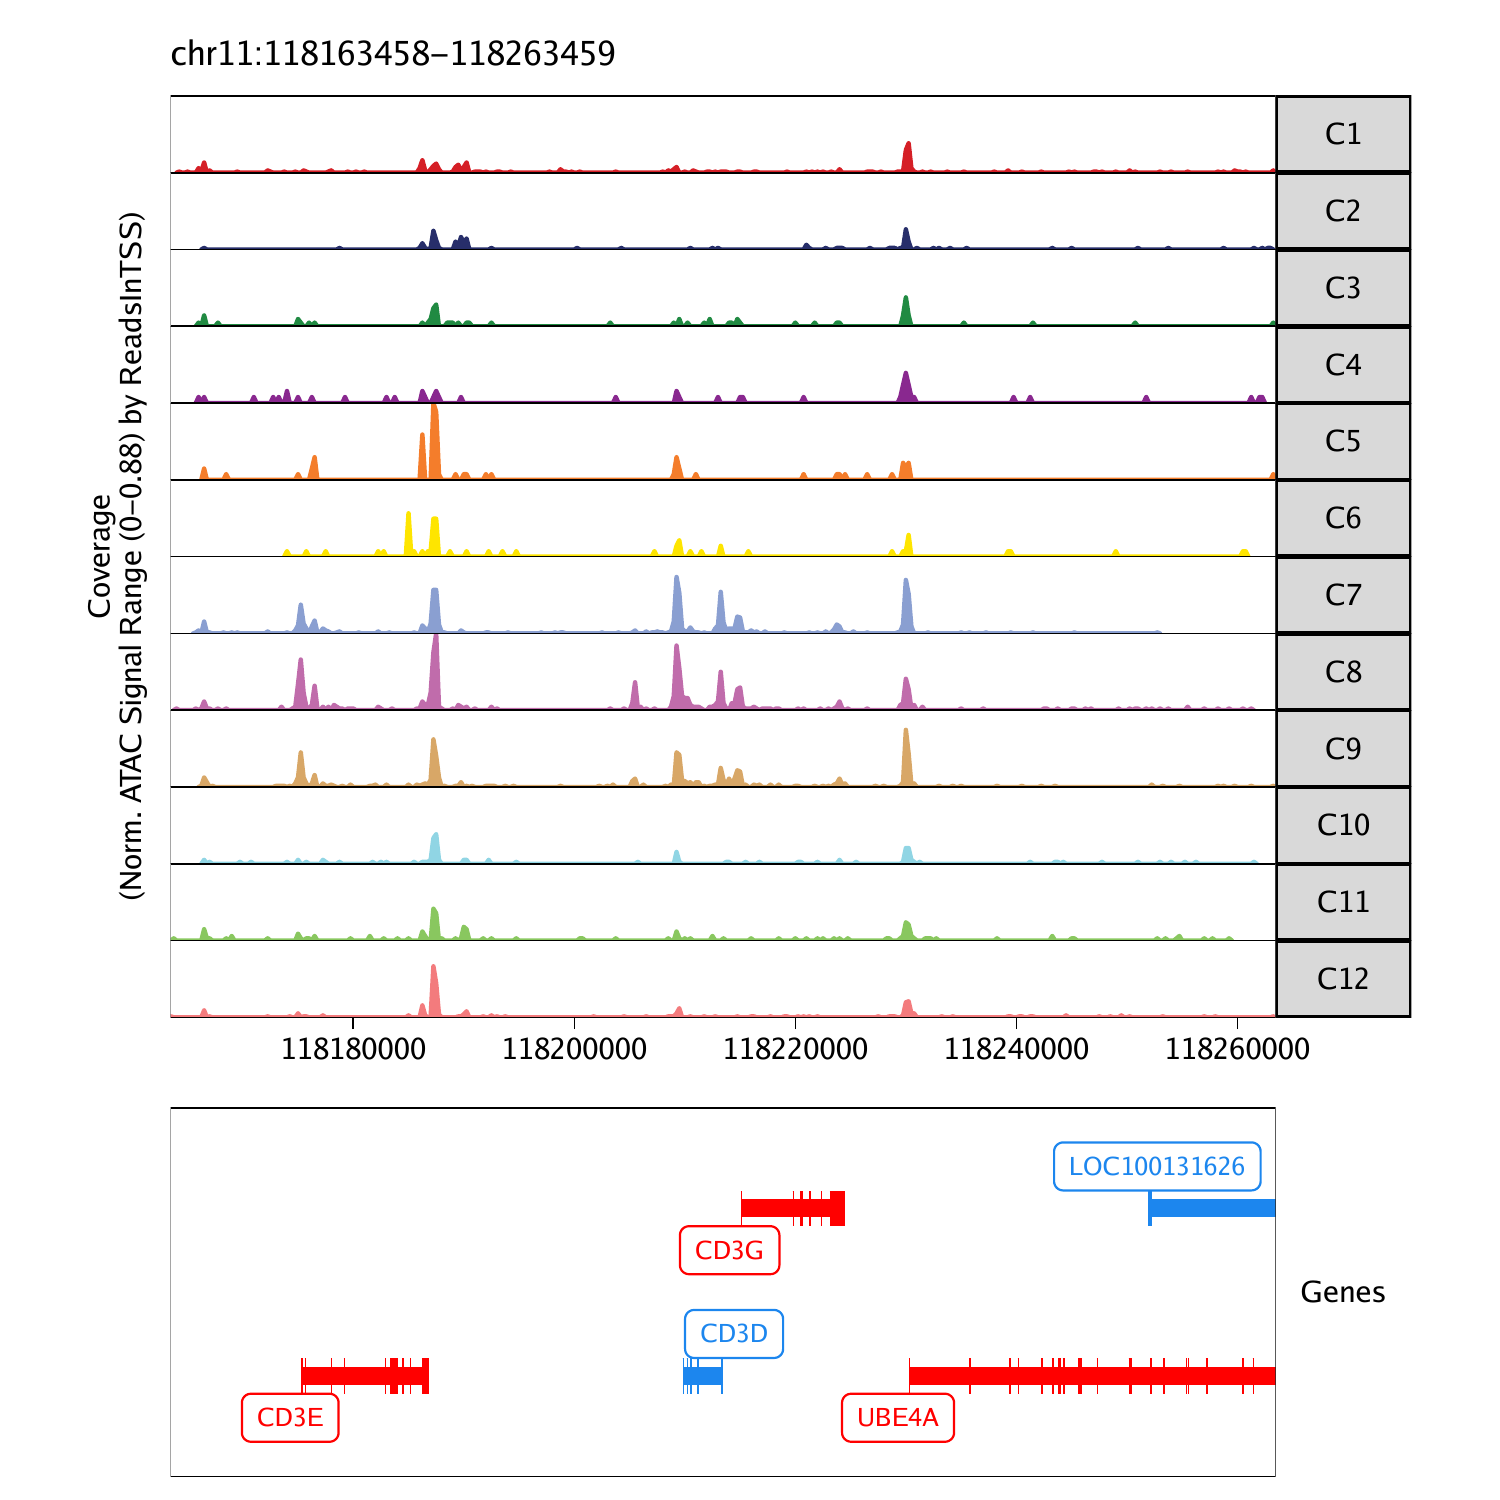 chr11:118163458–118263459
Coverage
(Norm. ATAC Signal Range (0–0.88) by ReadsInTSS)
C1
C2
C3
C4
C5
C6
C7
C8
C9
C10
C11
C12
118180000 118200000 118220000 118240000 118260000
LOC100131626
CD3G
Genes
CD3D
CD3E UBE4A